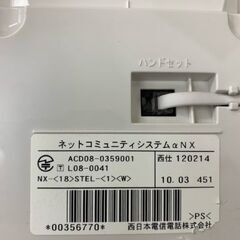 ハンドセット
ネットコミュニティシステムαNX
ACD08-0359001 西仕 120214
T L08-0041
NX-<18>STEL-<1><W> 10.03 451
*00356770* >PS<
西日本電信電話株式会社